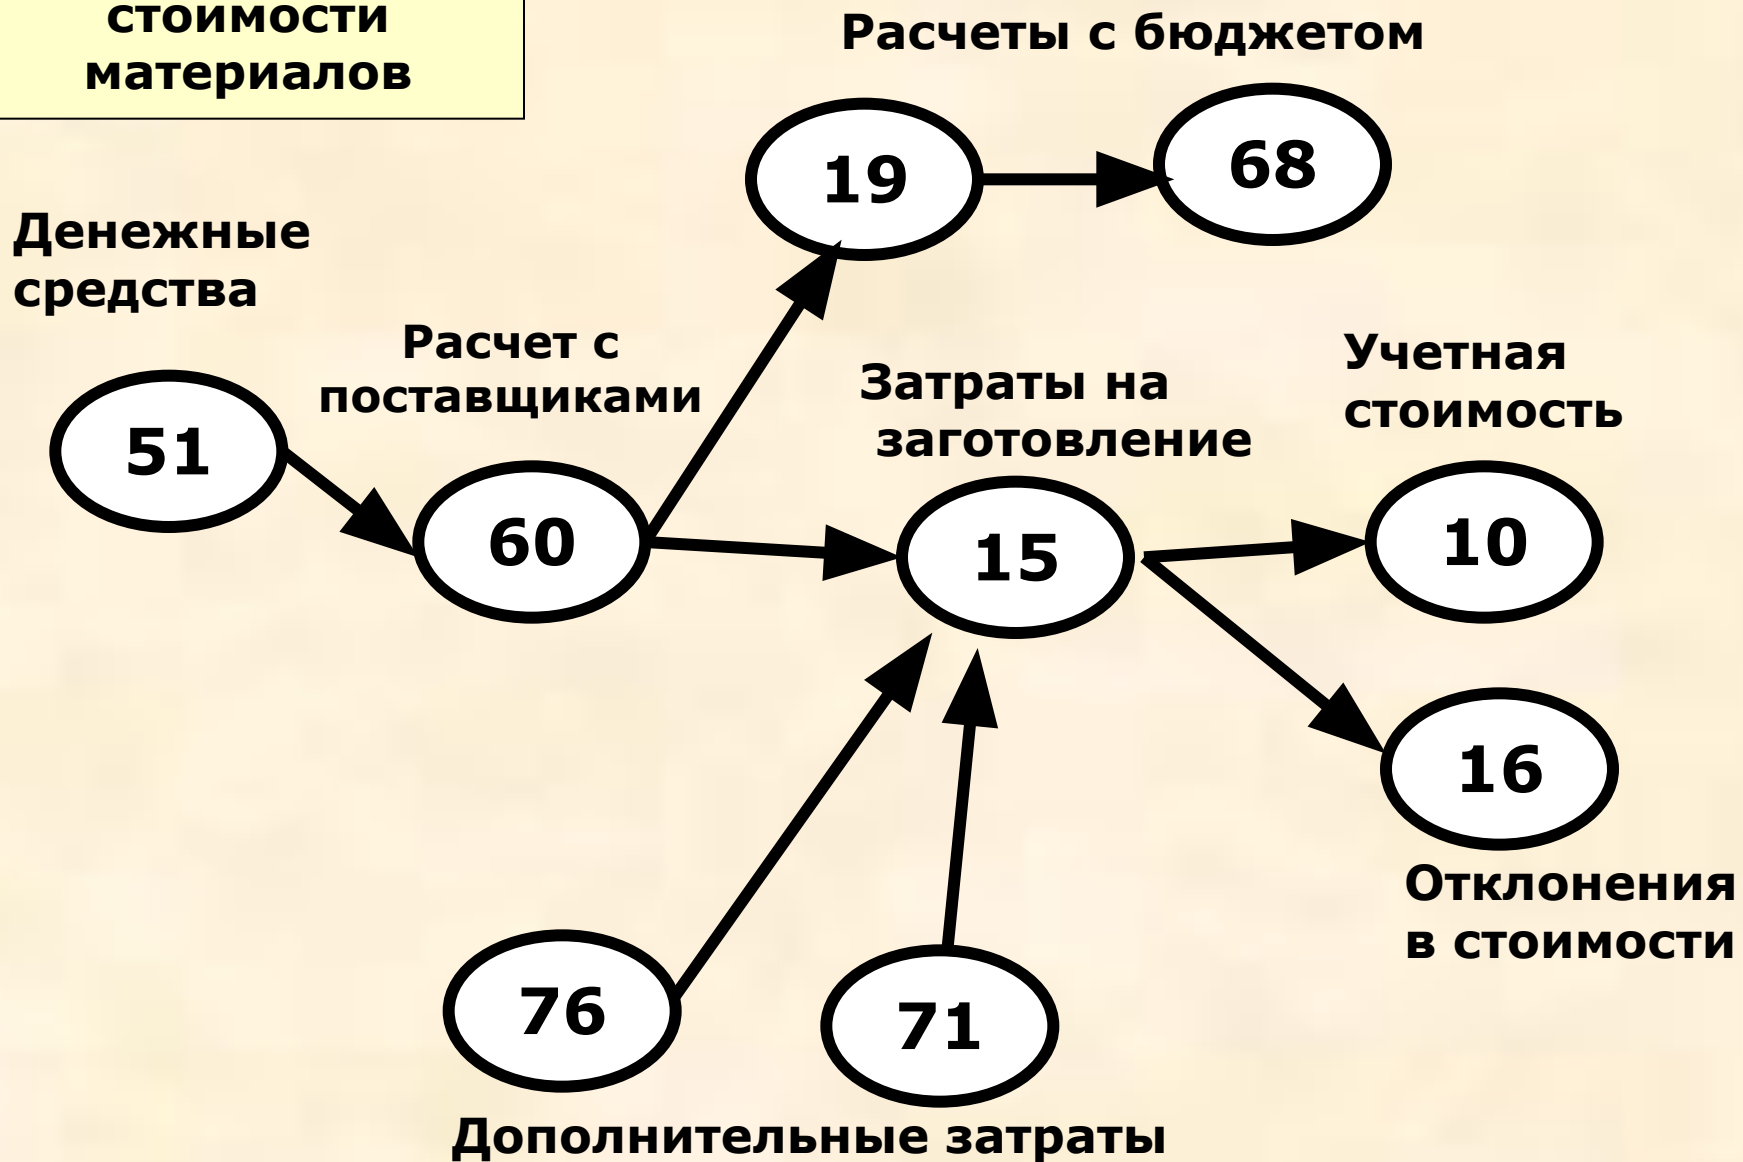 стоимости
материалов
Расчеты с бюджетом
19
68
Денежные
средства
Расчет с
поставщиками
Затраты на
заготовление
Учетная
стоимость
51
60
15
10
16
Отклонения
в стоимости
76
71
Дополнительные затраты